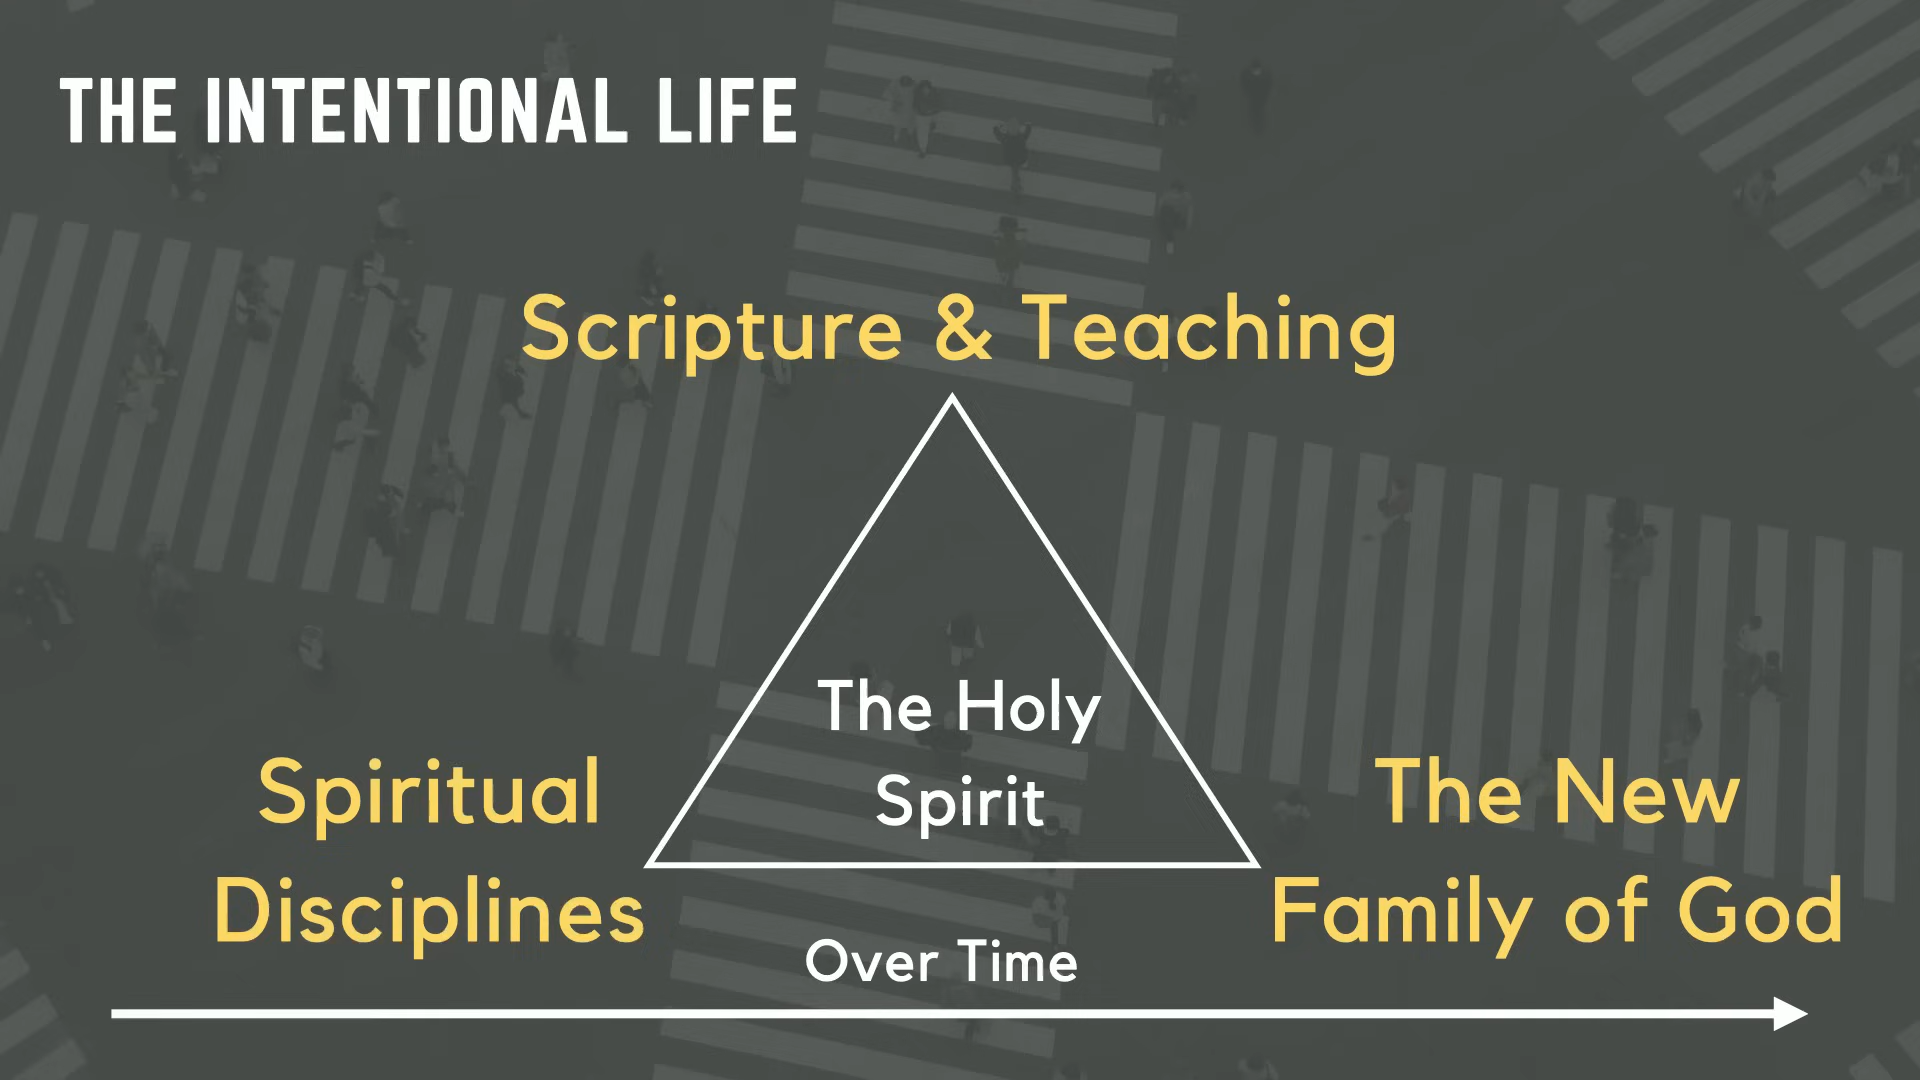 THE INTENTIONAL LIFE
Scripture & Teaching
The Holy
Spirit
Spiritual
Disciplines
The New
Family of God
Over Time